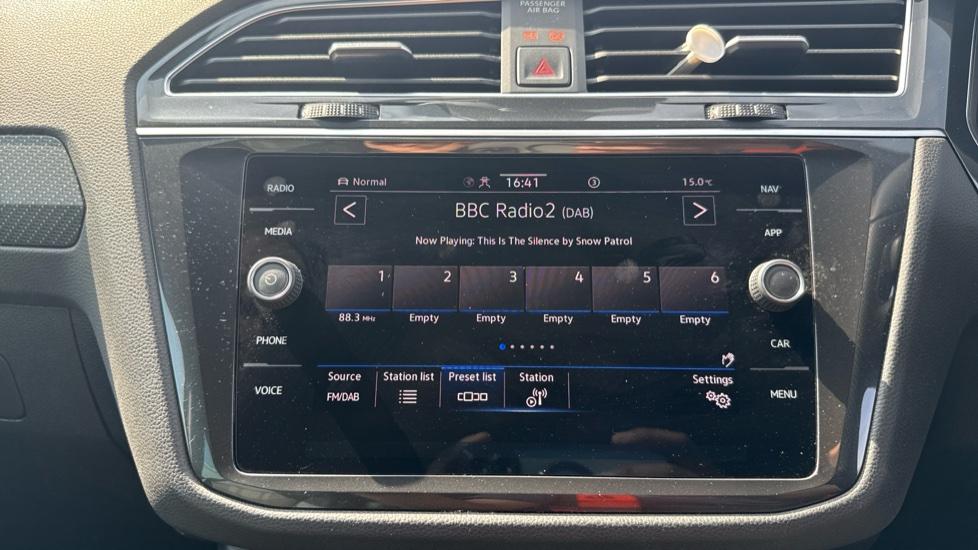 PASSENGER
AIR BAG
RADIO
Normal
16:41
3
15.0°C
NAV
MEDIA
< BBC Radio2 (DAB) >
APP
Now Playing: This Is The Silence by Snow Patrol
1 2 3 4 5 6
88.3 MHz Empty Empty Empty Empty Empty
PHONE
CAR
Source Station list Preset list Station Settings
FM/DAB
VOICE
MENU